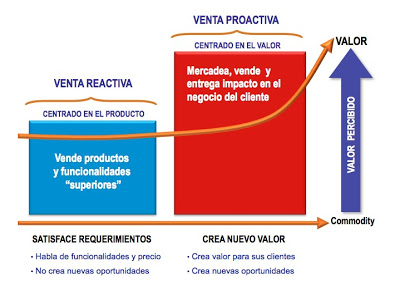 VENTA PROACTIVA
CENTRADO EN EL VALOR
VALOR
VENTA REACTIVA
CENTRADO EN EL PRODUCTO
Mercadea, vende y
entrega impacto en el
negocio del cliente
Vende productos
y funcionalidades
“superiores”
VALOR PERCIBIDO
Commodity
SATISFACE REQUERIMIENTOS
• Habla de funcionalidades y precio
• No crea nuevas oportunidades
CREA NUEVO VALOR
• Crea valor para sus clientes
• Crea nuevas oportunidades